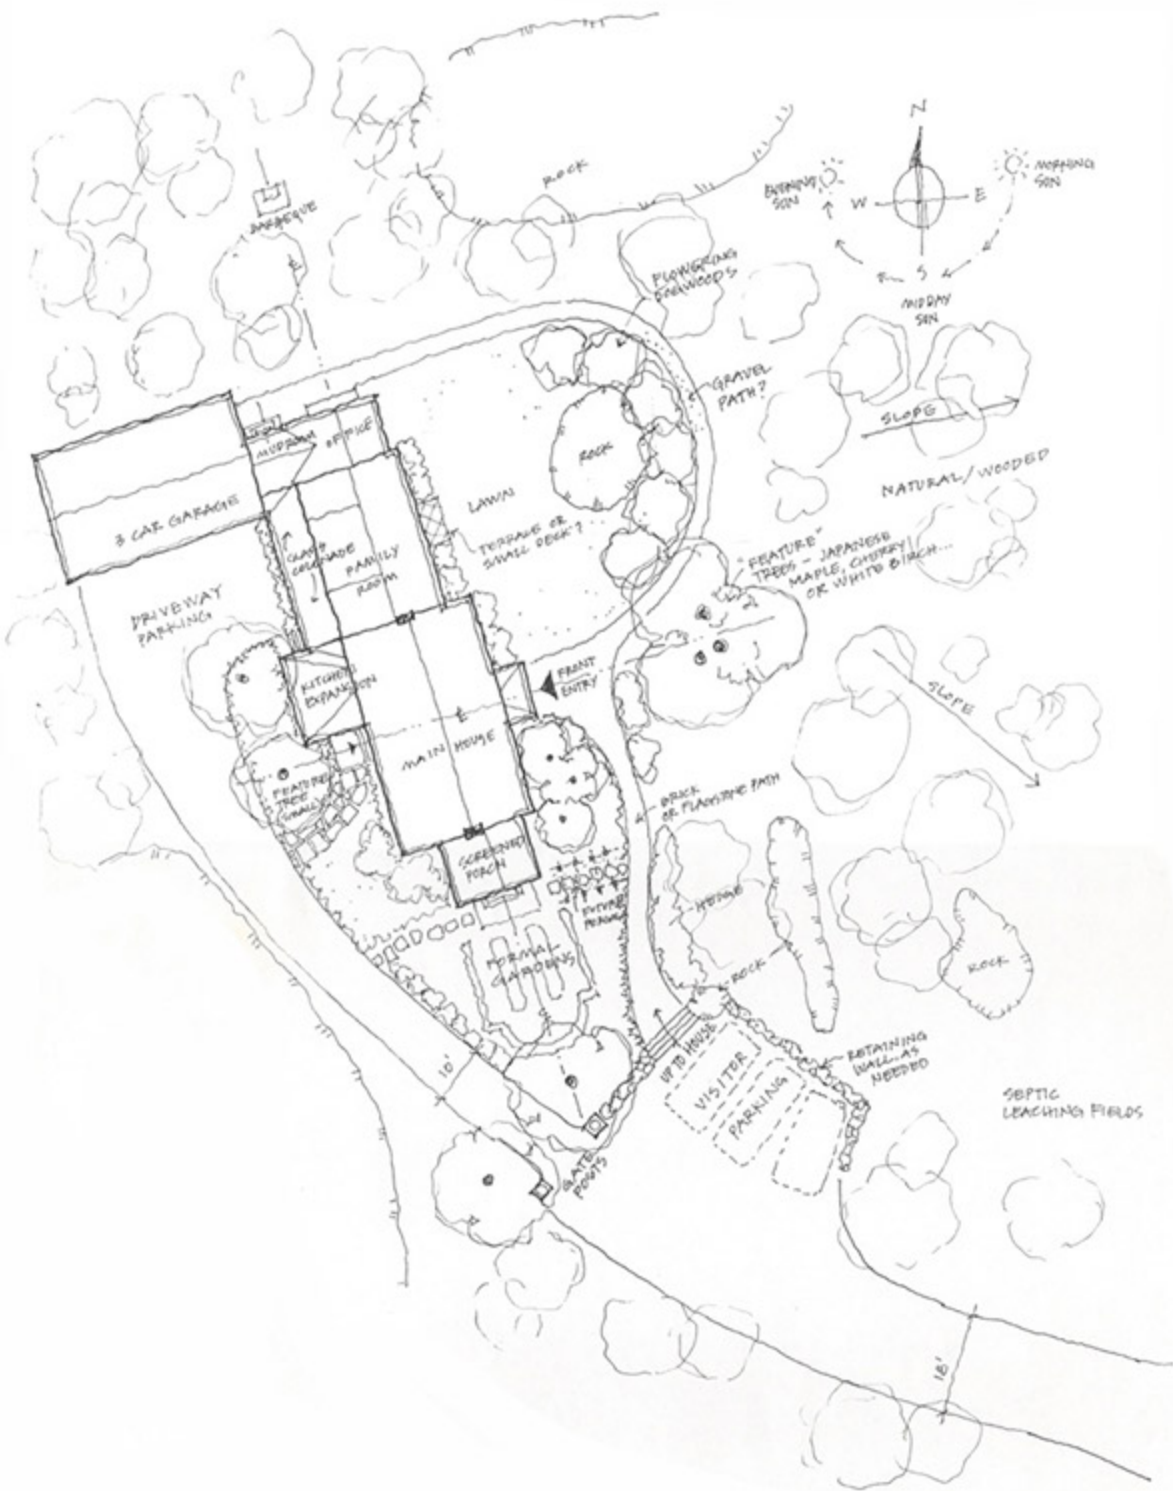 N
W
E
S
EVENING
SUN
MORNING
SUN
MIDDAY
SUN
ROCK
BARBEQUE
FLOWERING
DOGWOODS
GRAVEL
PATH?
SLOPE
NATURAL/WOODED
ROCK
MUDROOM
OFFICE
LAWN
3 CAR GARAGE
TERRACE OR
SMALL DECK?
"FEATURE"
TREES - JAPANESE
MAPLE, CHERRY
OR WHITE BIRCH...
GLASS
COLONADE
FAMILY
ROOM
DRIVEWAY
PARKING
KITCHEN
EXPANSION
FRONT
ENTRY
SLOPE
MAIN HOUSE
FEATURE
TREE
(SMALL)
BRICK
OR FLAGSTONE PATH
SCREENED
PORCH
HEDGE
FUTURE
FORMAL
GARDENS
ROCK
ROCK
UP TO HOUSE
VISITOR
PARKING
RETAINING
WALL AS
NEEDED
10'
SEPTIC
LEACHING FIELDS
GATE
POSTS
18'